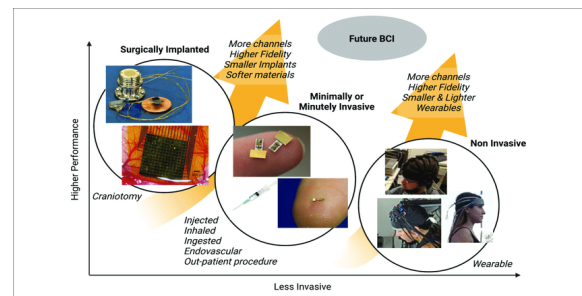 Surgically Implanted
More channels
Higher Fidelity
Smaller Implants
Softer materials
Future BCI
More channels
Higher Fidelity
Smaller & Lighter
Wearables
Minimally or
Minutely Invasive
Non Invasive
Higher Performance
Craniotomy
Injected
Inhaled
Ingested
Endovascular
Out-patient procedure
Wearable
Less Invasive